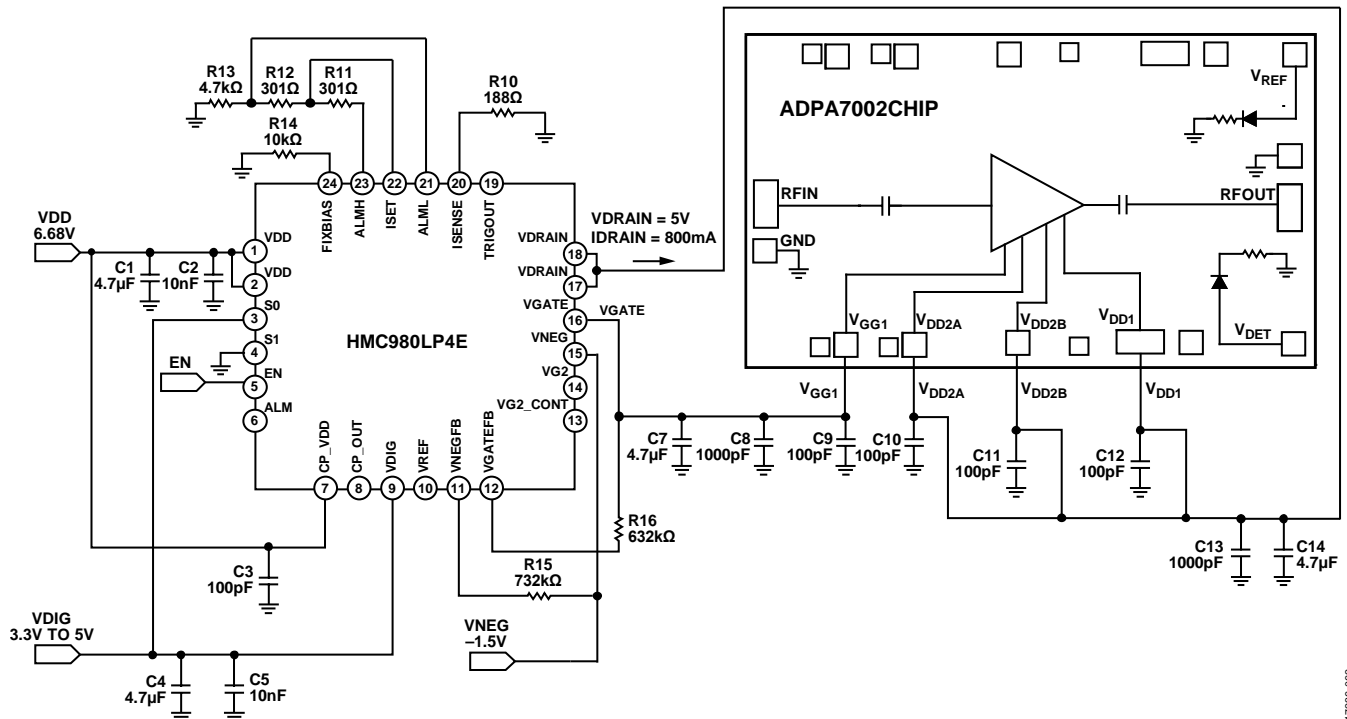 R13
4.7kΩ
R12
301Ω
R11
301Ω
R10
188Ω
R14
10kΩ
24
23
22
21
20
19
FIXBIAS
ALMH
ISET
ALML
ISENSE
TRIGOUT
VDD
6.68V
C1
4.7µF
C2
10nF
1
VDD
2
VDD
3
S0
4
S1
EN
5
EN
6
ALM
HMC980LP4E
VDRAIN
18
VDRAIN
17
VGATE
16
VNEG
15
VG2
14
VG2_CONT
13
VDRAIN = 5V
IDRAIN = 800mA
VGATE
CP_VDD
CP_OUT
VDIG
VREF
VNEGFB
VGATEFB
7
8
9
10
11
12
C3
100pF
R15
732kΩ
R16
632kΩ
VDIG
3.3V TO 5V
C4
4.7µF
C5
10nF
VNEG
–1.5V
ADPA7002CHIP
VREF
RFIN
RFOUT
GND
VGG1
VDD2A
VDD2B
VDD1
VDET
VGG1
VDD2A
VDD2B
VDD1
C7
4.7µF
C8
1000pF
C9
100pF
C10
100pF
C11
100pF
C12
100pF
C13
1000pF
C14
4.7µF